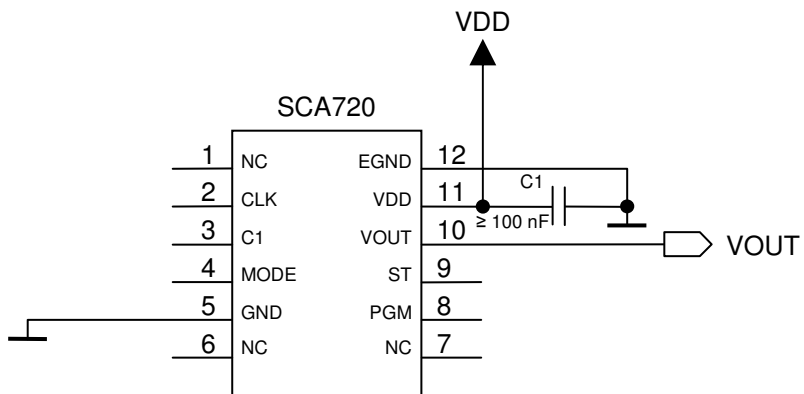 VDD
SCA720
1 NC EGND 12
2 CLK VDD 11
C1
≥ 100 nF
3 C1 VOUT 10
VOUT
4 MODE ST 9
5 GND PGM 8
6 NC NC 7